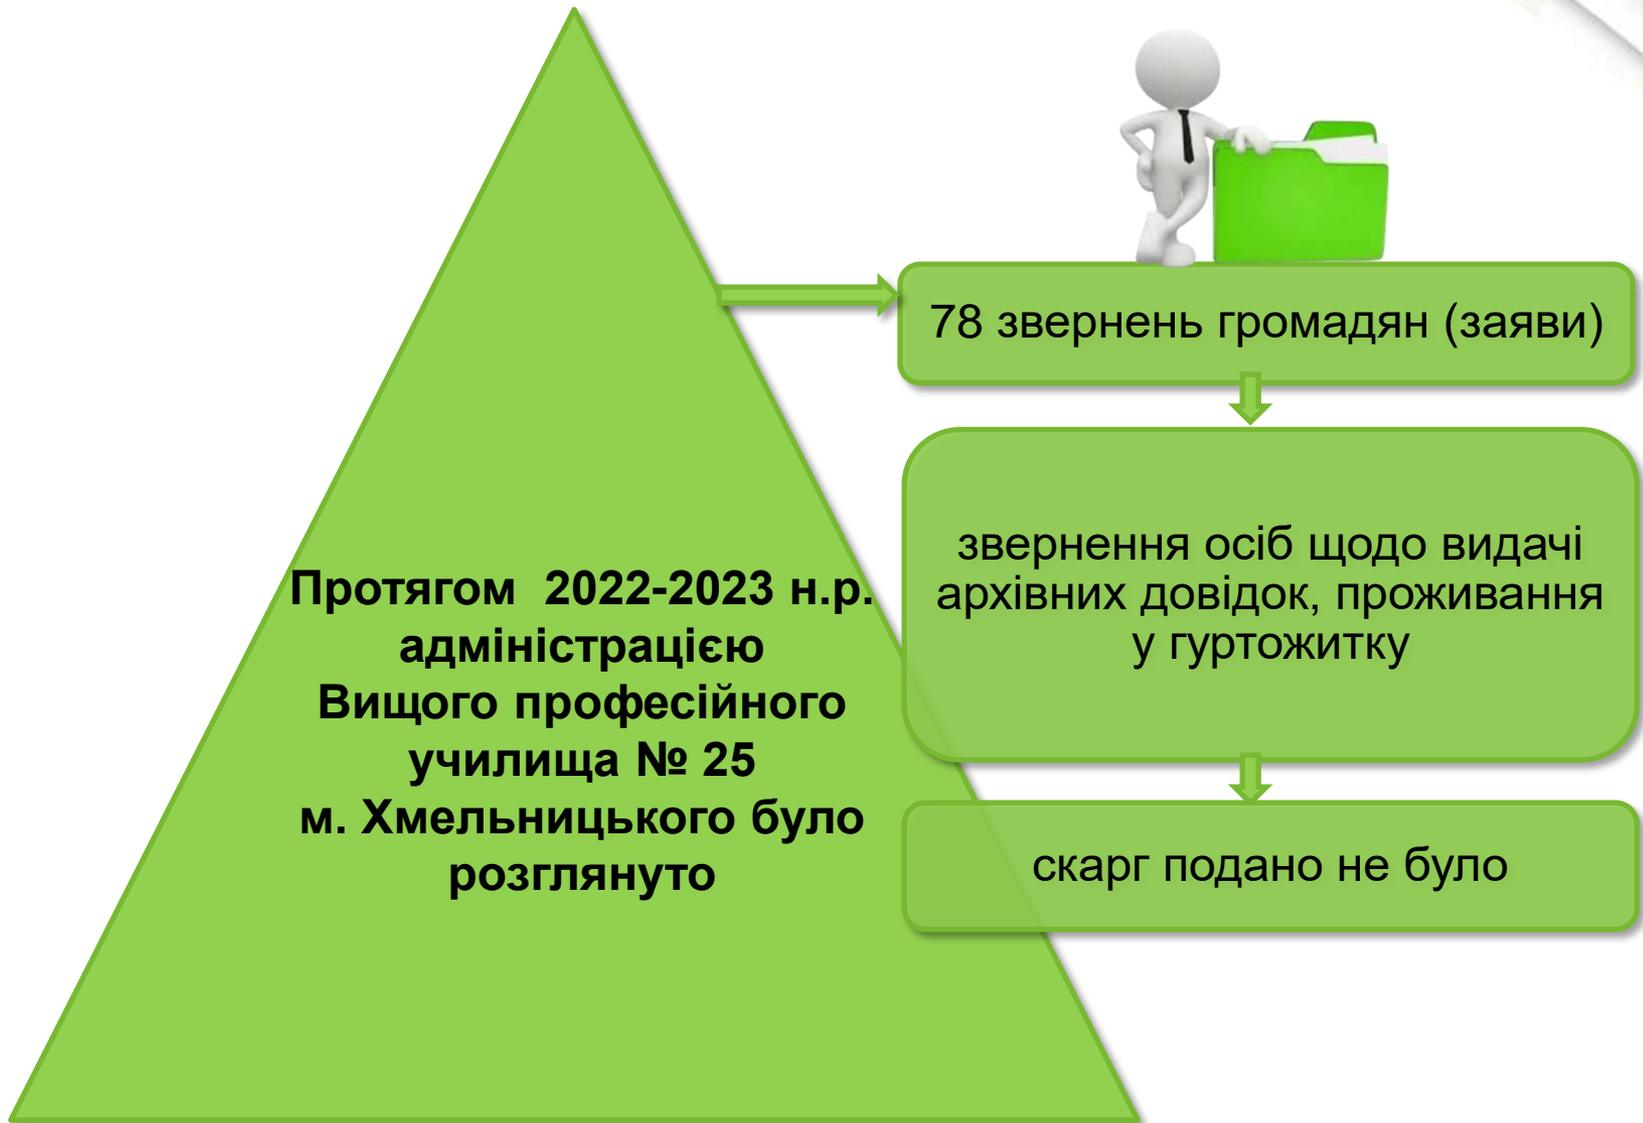 Протягом 2022-2023 н.р.
адміністрацією
Вищого професійного
училища № 25
м. Хмельницького було
розглянуто
78 звернень громадян (заяви)
звернення осіб щодо видачі
архівних довідок, проживання
у гуртожитку
скарг подано не було